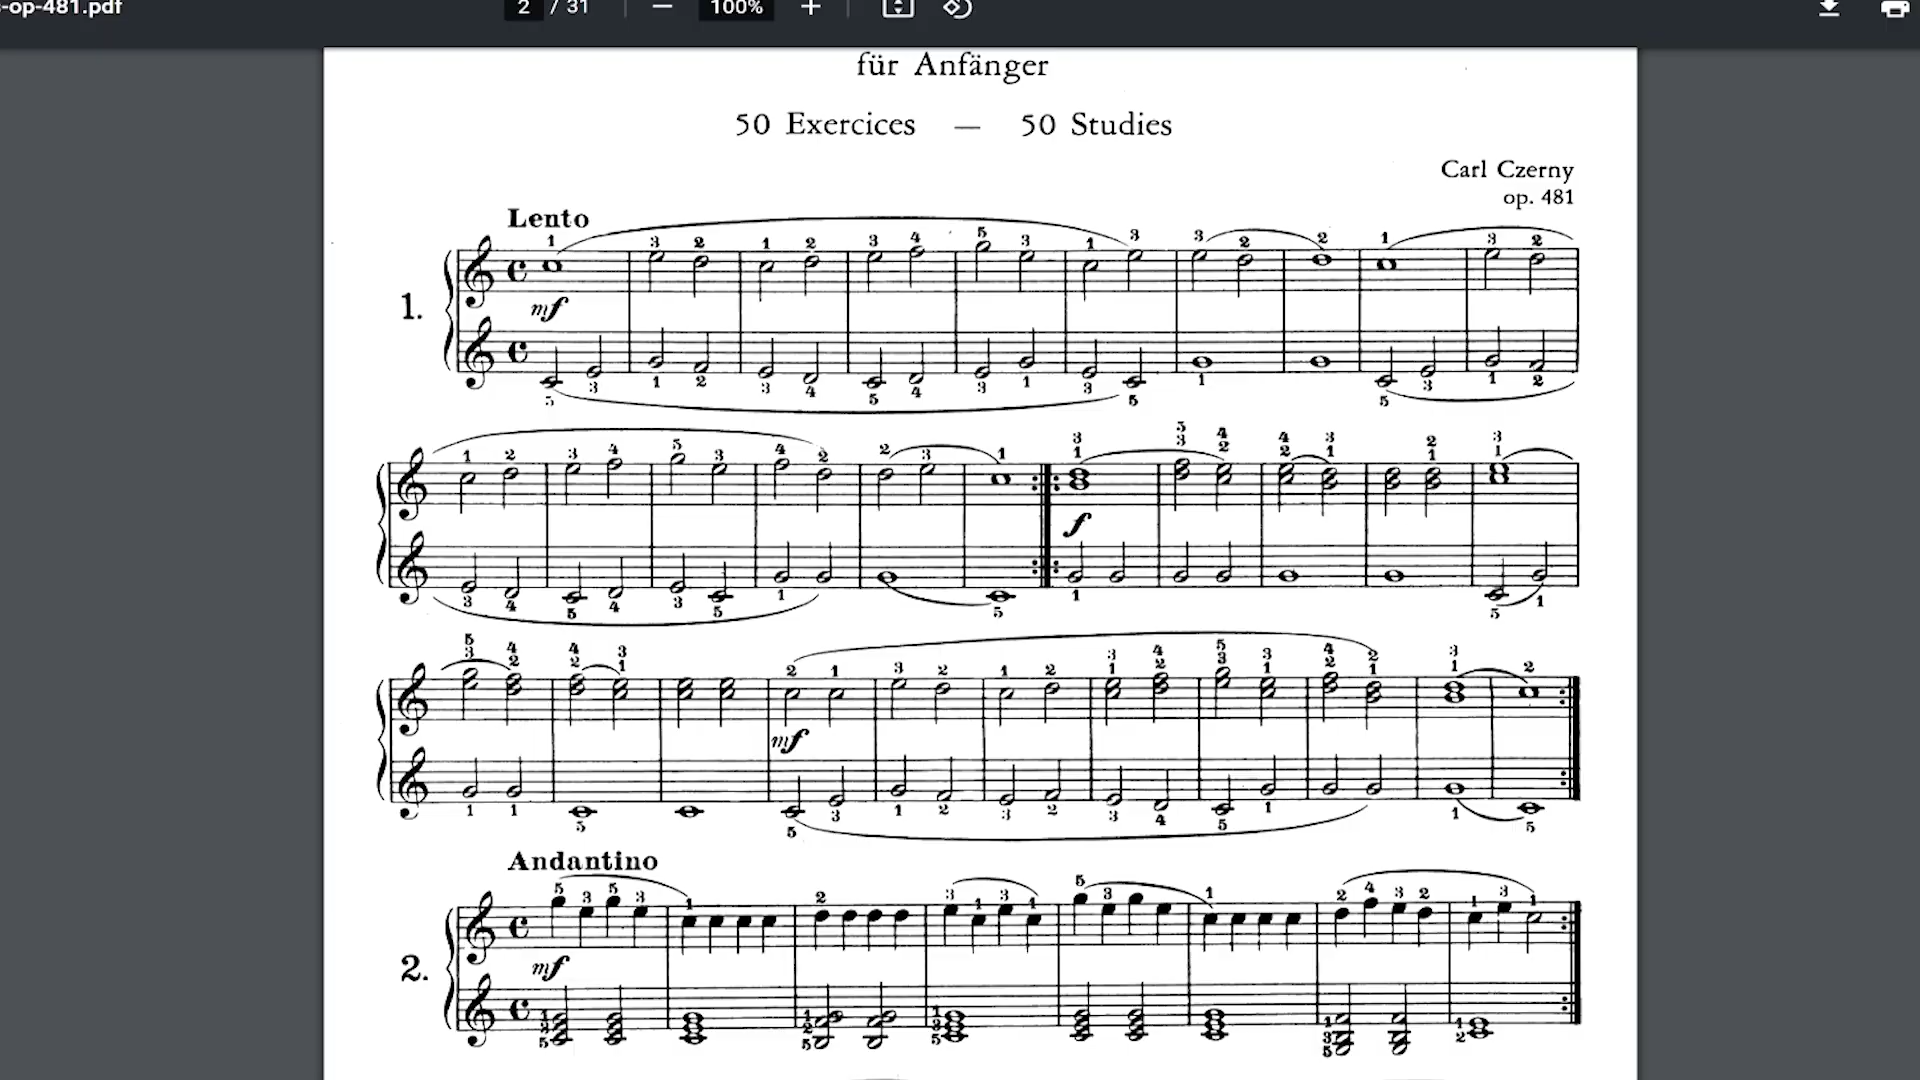 -op-481.pdf
2 / 31
100%
für Anfänger
50 Exercices — 50 Studies
Carl Czerny
op. 481
Lento
1.
mf
f
mf
Andantino
2.
mf